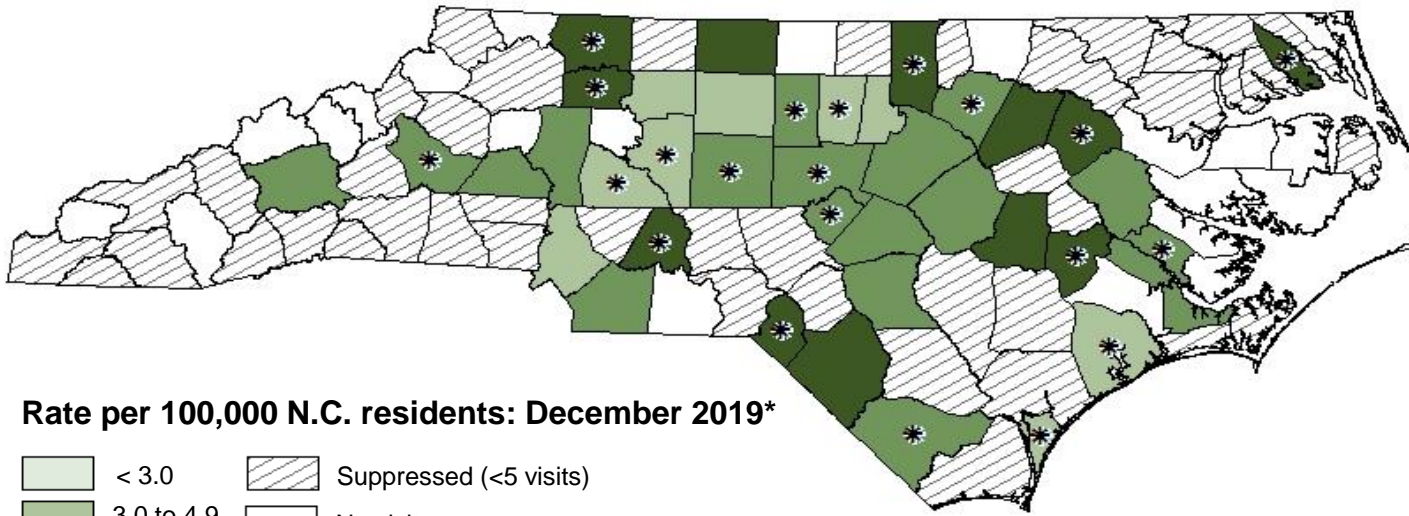 Rate per 100,000 N.C. residents: December 2019*
< 3.0 Suppressed (<5 visits)
3.0 to 4.9